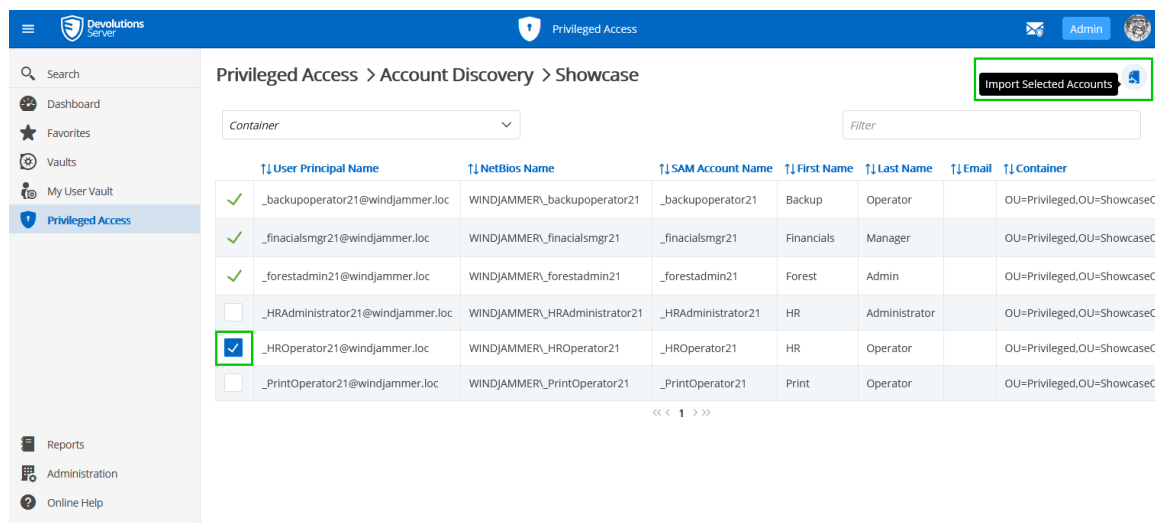 Devolutions
Server
Privileged Access
Admin
Search
Dashboard
Favorites
Vaults
My User Vault
Privileged Access
Reports
Administration
Online Help
Privileged Access > Account Discovery > Showcase
Import Selected Accounts
Container
Filter
User Principal Name NetBios Name SAM Account Name First Name Last Name Email Container
_backupoperator21@windjammer.loc WINDJAMMER\_backupoperator21 _backupoperator21 Backup Operator OU=Privileged,OU=ShowcaseC
_finacialsmgr21@windjammer.loc WINDJAMMER\_finacialsmgr21 _finacialsmgr21 Financials Manager OU=Privileged,OU=ShowcaseC
_forestadmin21@windjammer.loc WINDJAMMER\_forestadmin21 _forestadmin21 Forest Admin OU=Privileged,OU=ShowcaseC
_HRAdministrator21@windjammer.loc WINDJAMMER\_HRAdministrator21 _HRAdministrator21 HR Administrator OU=Privileged,OU=ShowcaseC
_HROperator21@windjammer.loc WINDJAMMER\_HROperator21 _HROperator21 HR Operator OU=Privileged,OU=ShowcaseC
_PrintOperator21@windjammer.loc WINDJAMMER\_PrintOperator21 _PrintOperator21 Print Operator OU=Privileged,OU=ShowcaseC
<< < 1 > >>